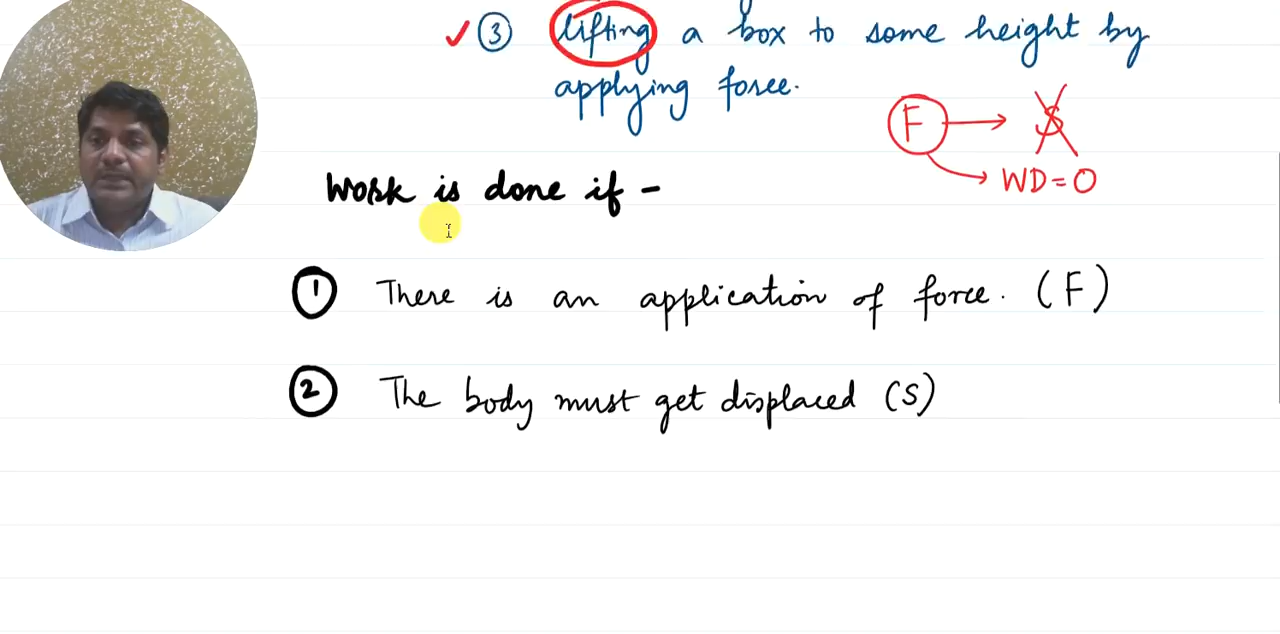 ③ lifting a box to some height by
applying force.
F → S
WD = 0
Work is done if -
① There is an application of force. (F)
② The body must get displaced (S)